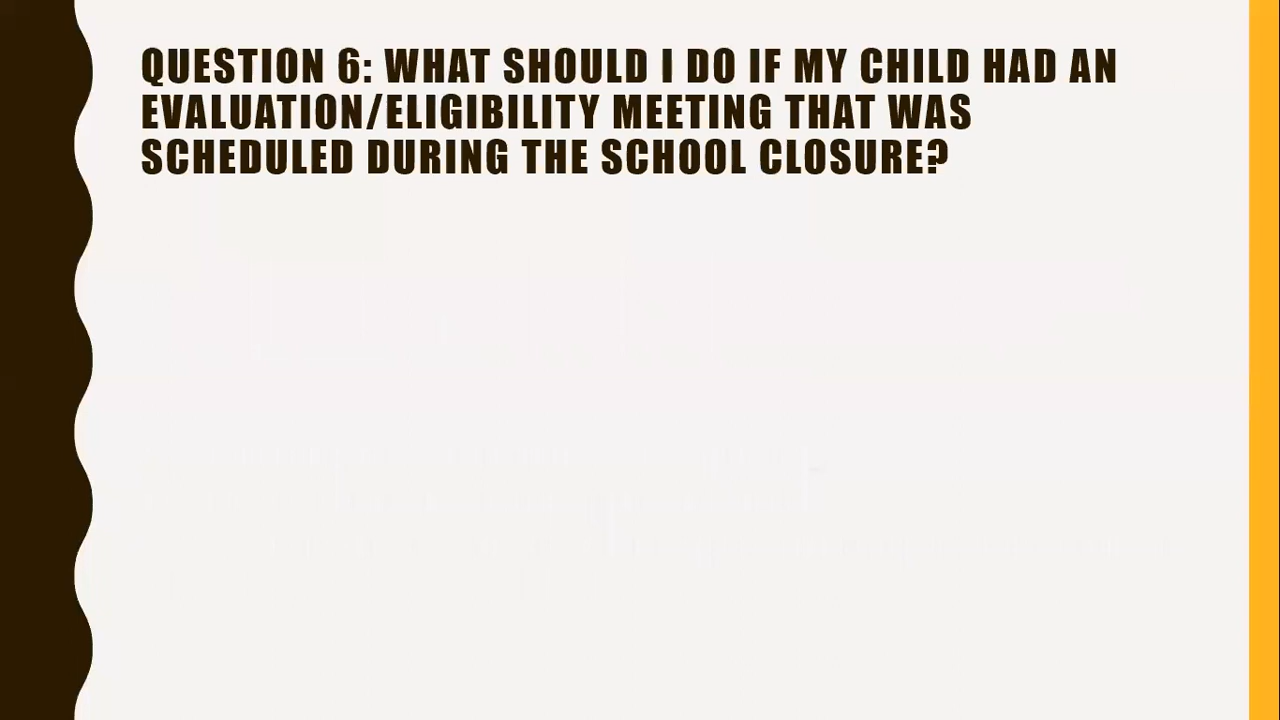 QUESTION 6: WHAT SHOULD I DO IF MY CHILD HAD AN
EVALUATION/ELIGIBILITY MEETING THAT WAS
SCHEDULED DURING THE SCHOOL CLOSURE?